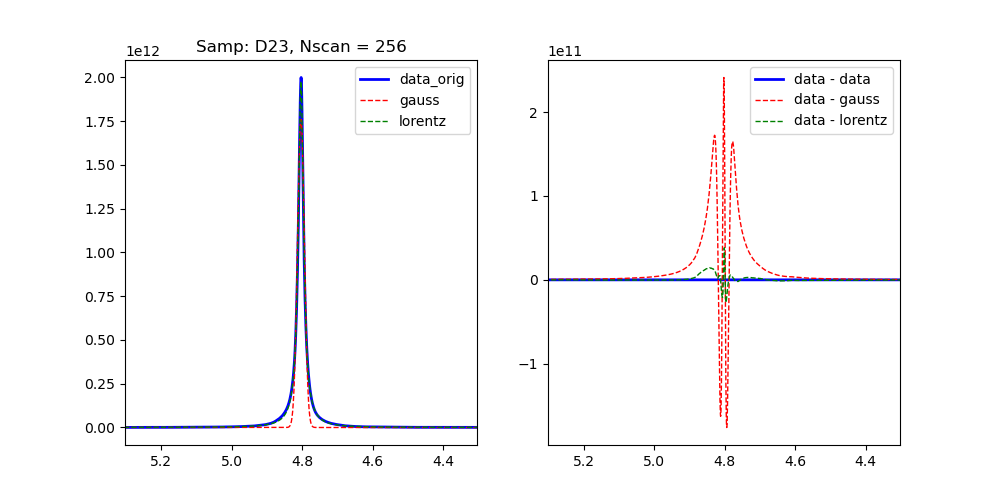 1e12
Samp: D23, Nscan = 256
2.00
1.75
1.50
1.25
1.00
0.75
0.50
0.25
0.00
data_orig
gauss
lorentz
5.2 5.0 4.8 4.6 4.4
1e11
2
1
0
−1
data - data
data - gauss
data - lorentz
5.2 5.0 4.8 4.6 4.4